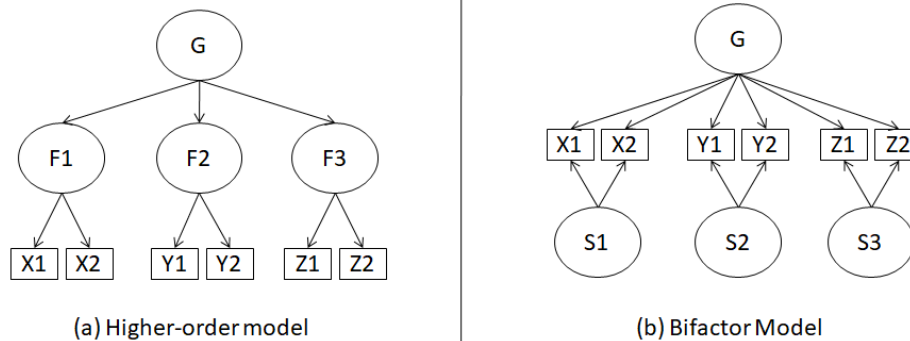 G
F1 F2 F3
X1 X2 Y1 Y2 Z1 Z2
(a) Higher-order model
G
X1 X2 Y1 Y2 Z1 Z2
S1 S2 S3
(b) Bifactor Model